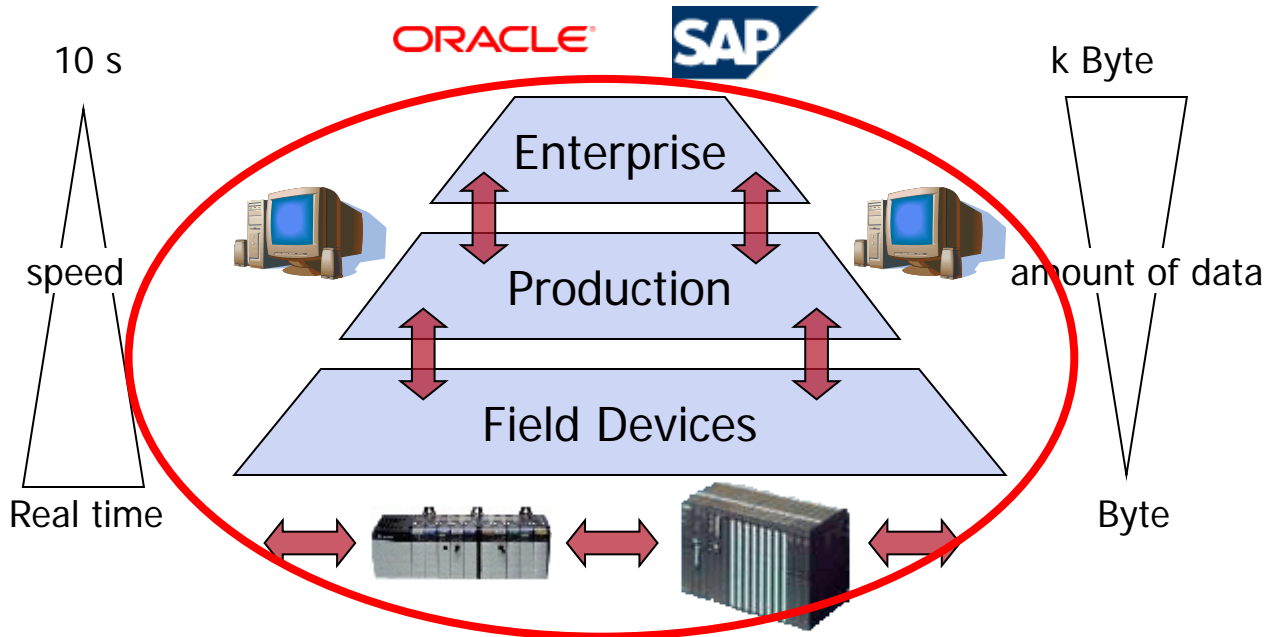 ORACLE
SAP
10 s
k Byte
Enterprise
speed
Production
amount of data
Field Devices
Real time
Byte